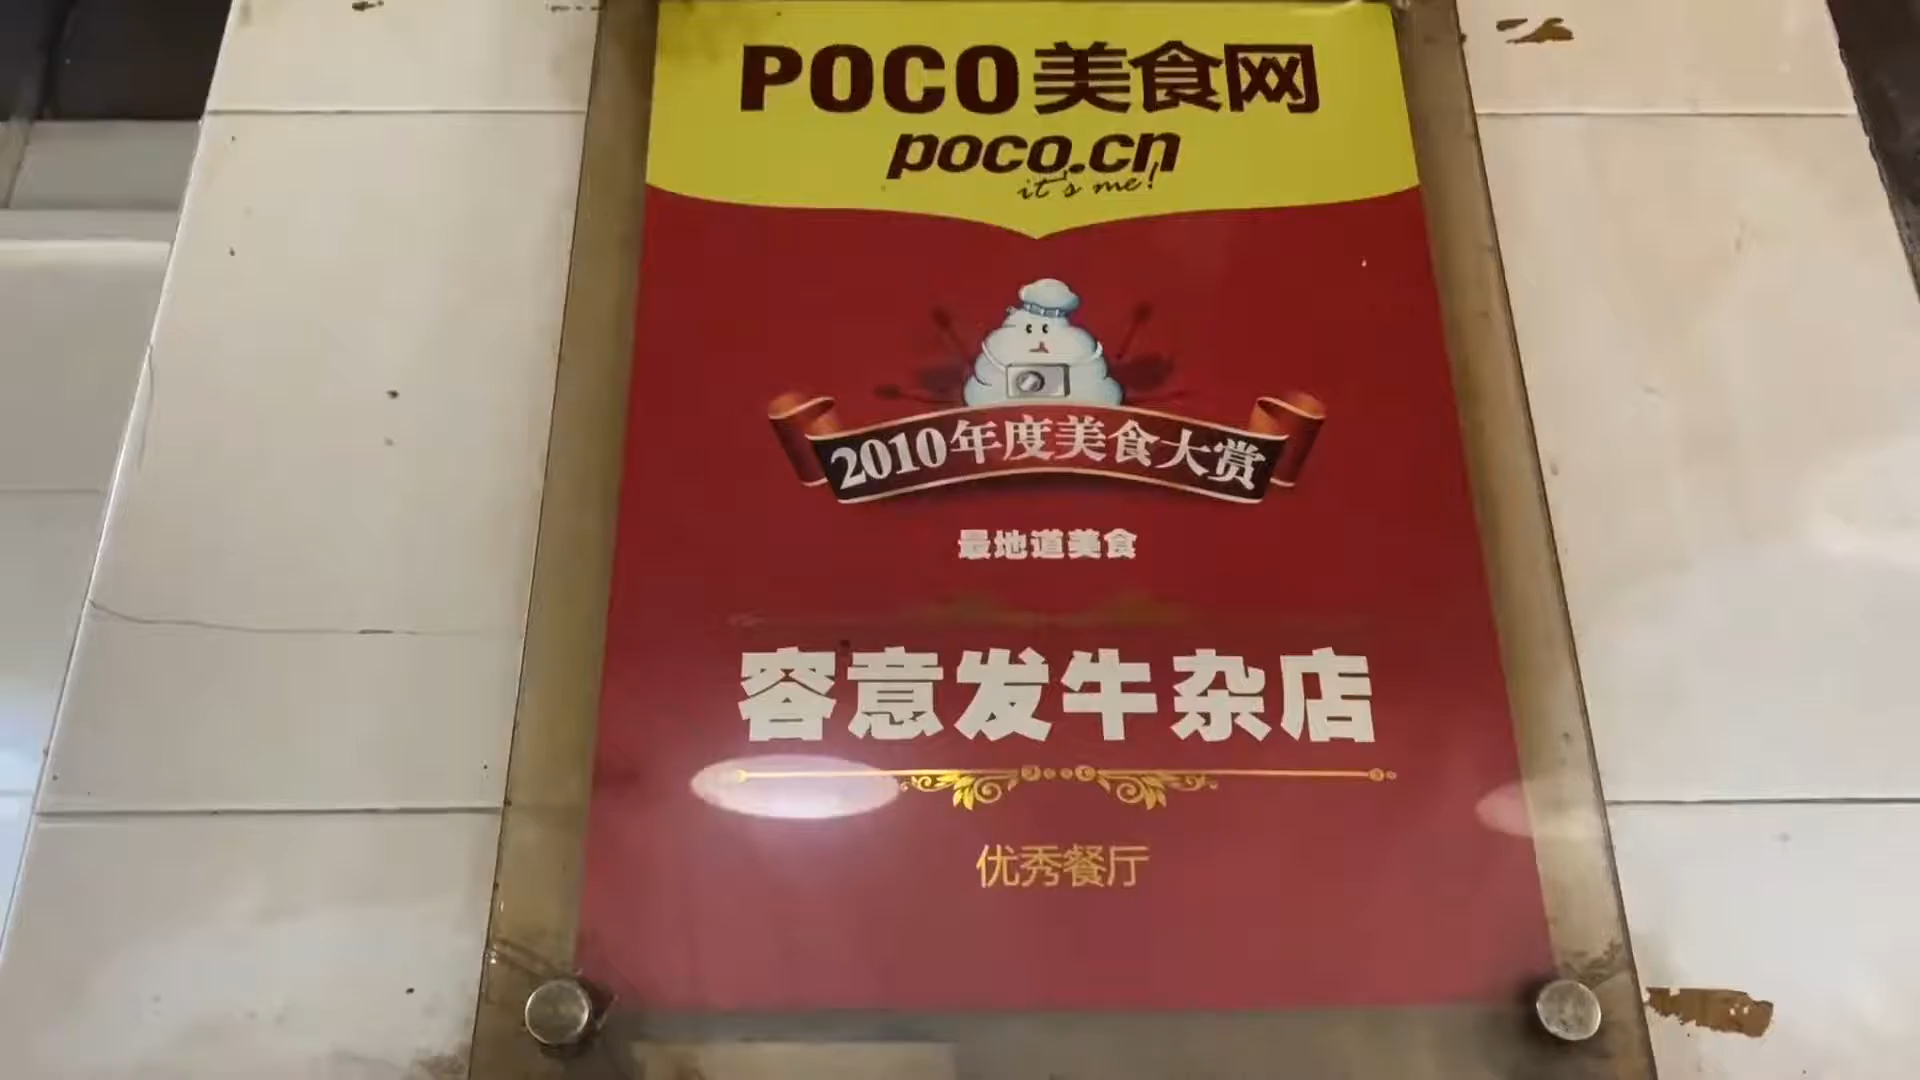 POCO美食网
poco.cn
it's me!
2010年度美食大赏
最地道美食
容意发牛杂店
优秀餐厅